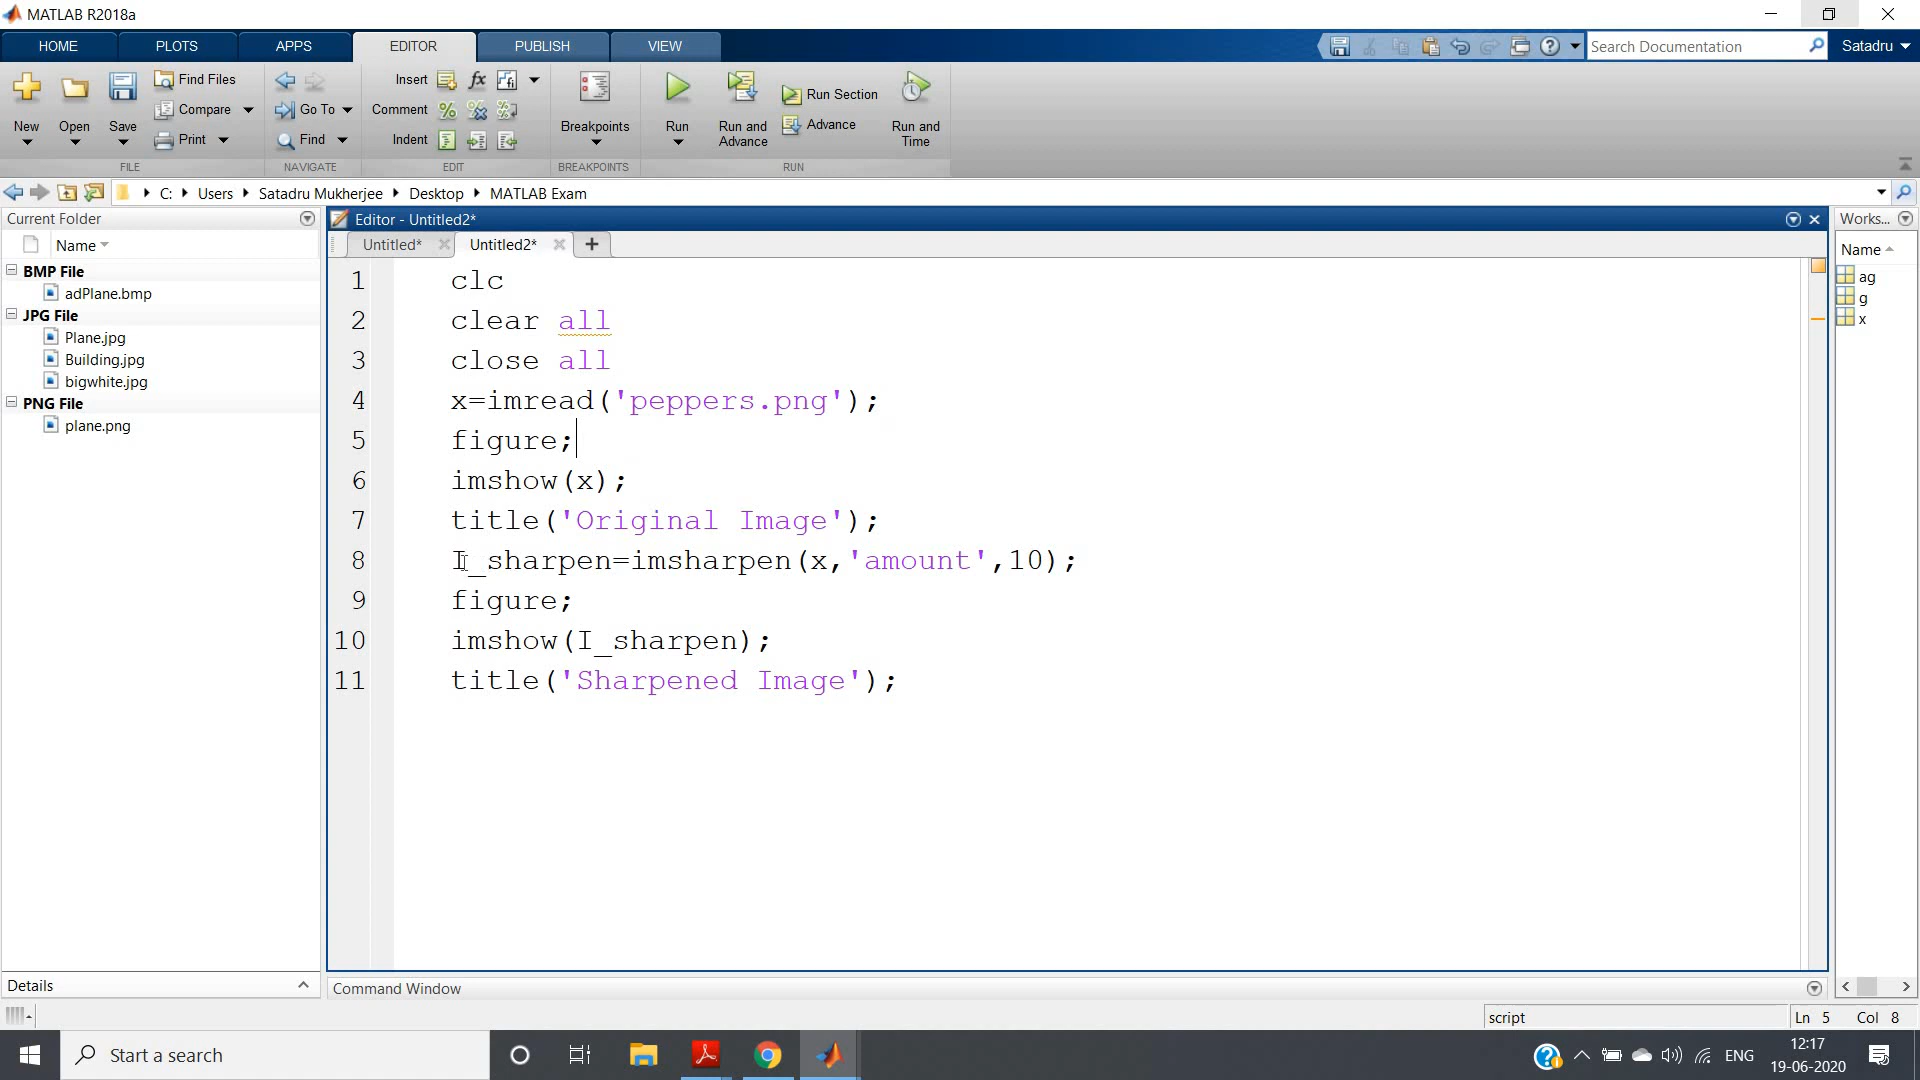 MATLAB R2018a
HOME PLOTS APPS EDITOR PUBLISH VIEW Search Documentation Satadru
Find Files Insert fx
Compare Go To Comment % Run Section
New Open Save Print Find Indent Breakpoints Run Run and Advance Advance Run and Time
FILE NAVIGATE EDIT BREAKPOINTS RUN
C: Users Satadru Mukherjee Desktop MATLAB Exam
Current Folder
Name
BMP File
adPlane.bmp
JPG File
Plane.jpg
Building.jpg
bigwhite.jpg
PNG File
plane.png
Details
Editor - Untitled2*
Untitled* Untitled2* +
1 clc
2 clear all
3 close all
4 x=imread('peppers.png');
5 figure;
6 imshow(x);
7 title('Original Image');
8 I_sharpen=imsharpen(x,'amount',10);
9 figure;
10 imshow(I_sharpen);
11 title('Sharpened Image');
Command Window
Works...
Name
ag
g
x
script Ln 5 Col 8
Start a search
ENG
12:17
19-06-2020